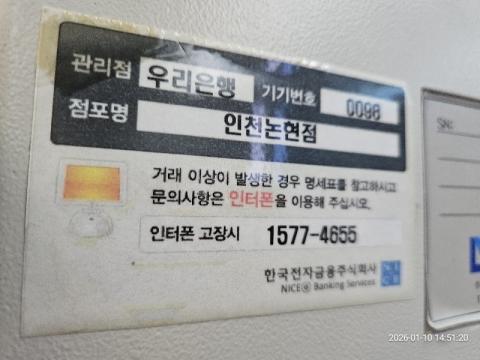 관리점 우리은행 기기번호 0098
점포명 인천논현점
거래 이상이 발생한 경우 명세표를 참고하시고
문의사항은 인터폰을 이용해 주십시오.
인터폰 고장시 1577-4655
한국전자금융주식회사
NICE Banking Services
SN:
2026-01-10 14:51:20